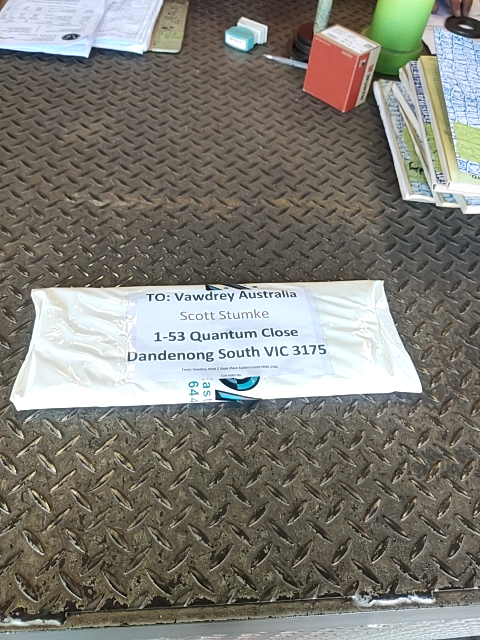 TO: Vawdrey Australia
Scott Stumke
1-53 Quantum Close
Dandenong South VIC 3175